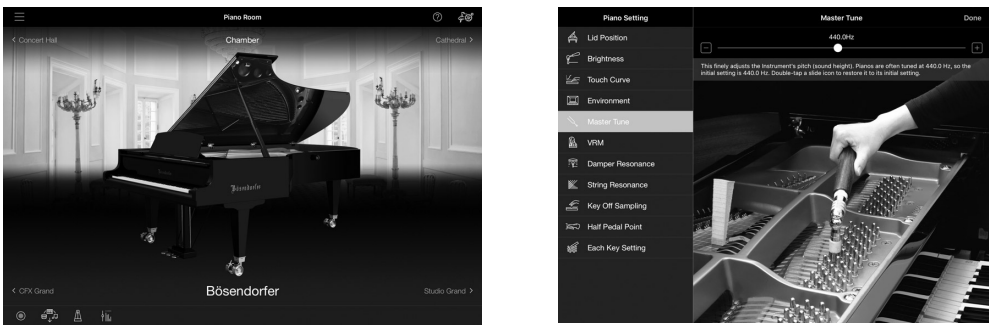 Piano Room
< Concert Hall
Chamber
Cathedral >
Bösendorfer
< CFX Grand
Bösendorfer
Studio Grand >
Piano Setting
Master Tune
Done
Lid Position
Brightness
Touch Curve
Environment
Master Tune
VRM
Damper Resonance
String Resonance
Key Off Sampling
Half Pedal Point
Each Key Setting
440.0Hz
This finely adjusts the Instrument's pitch (sound height). Pianos are often tuned at 440.0 Hz, so the
initial setting is 440.0 Hz. Double-tap a slide icon to restore it to its initial setting.